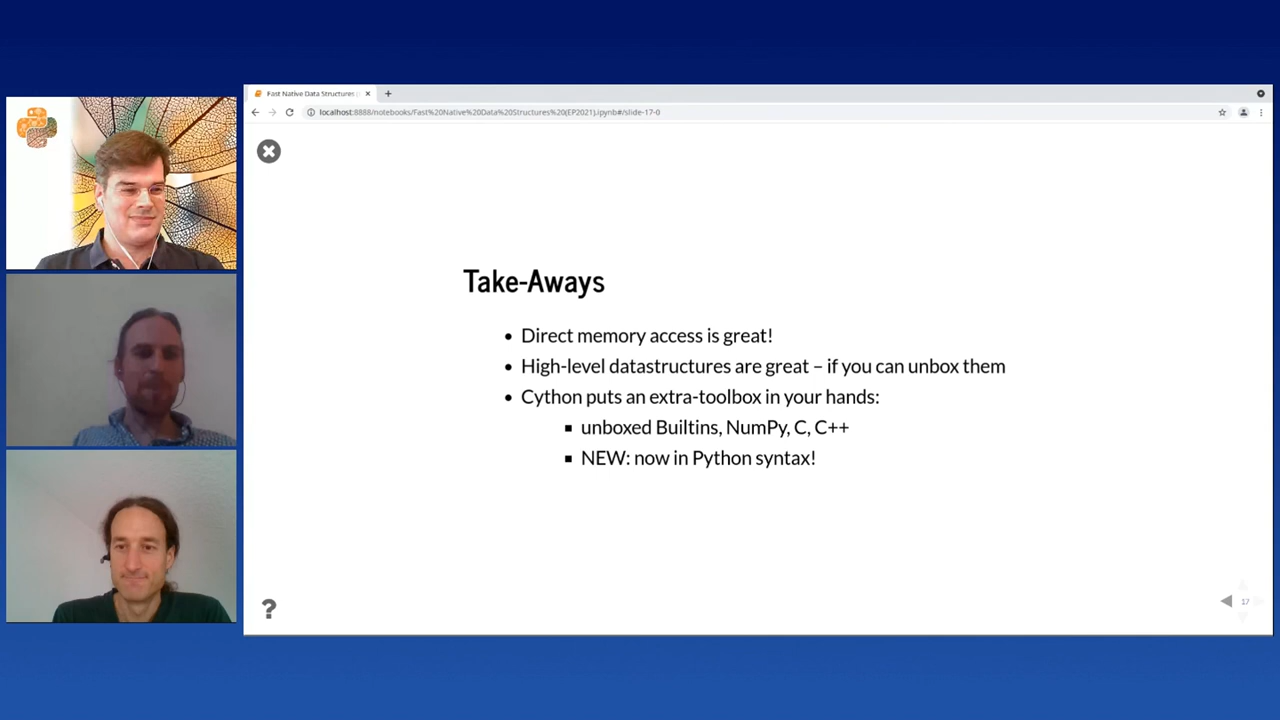 Fast Native Data Structures (
localhost:8888/notebooks/Fast%20Native%20Data%20Structures%20(EP2021).ipynb#/slide-17-0
Take-Aways
Direct memory access is great!
High-level datastructures are great – if you can unbox them
Cython puts an extra-toolbox in your hands:
unboxed Builtins, NumPy, C, C++
NEW: now in Python syntax!
?
17